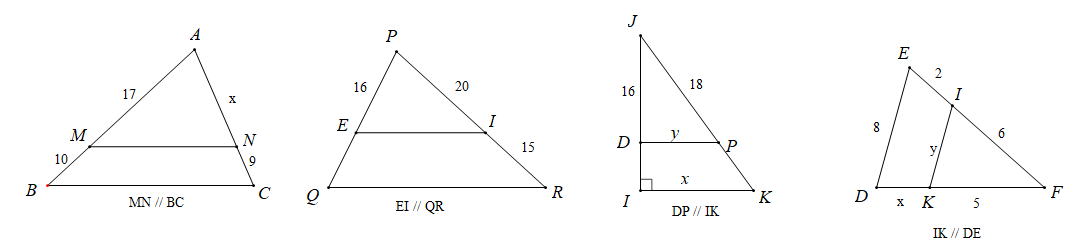 A
17
x
M
N
10
9
B
C
MN // BC
P
16
20
E
I
15
Q
R
EI // QR
J
16
18
D
y
P
x
I
K
DP // IK
E
2
I
8
6
y
D
x
K
5
F
IK // DE